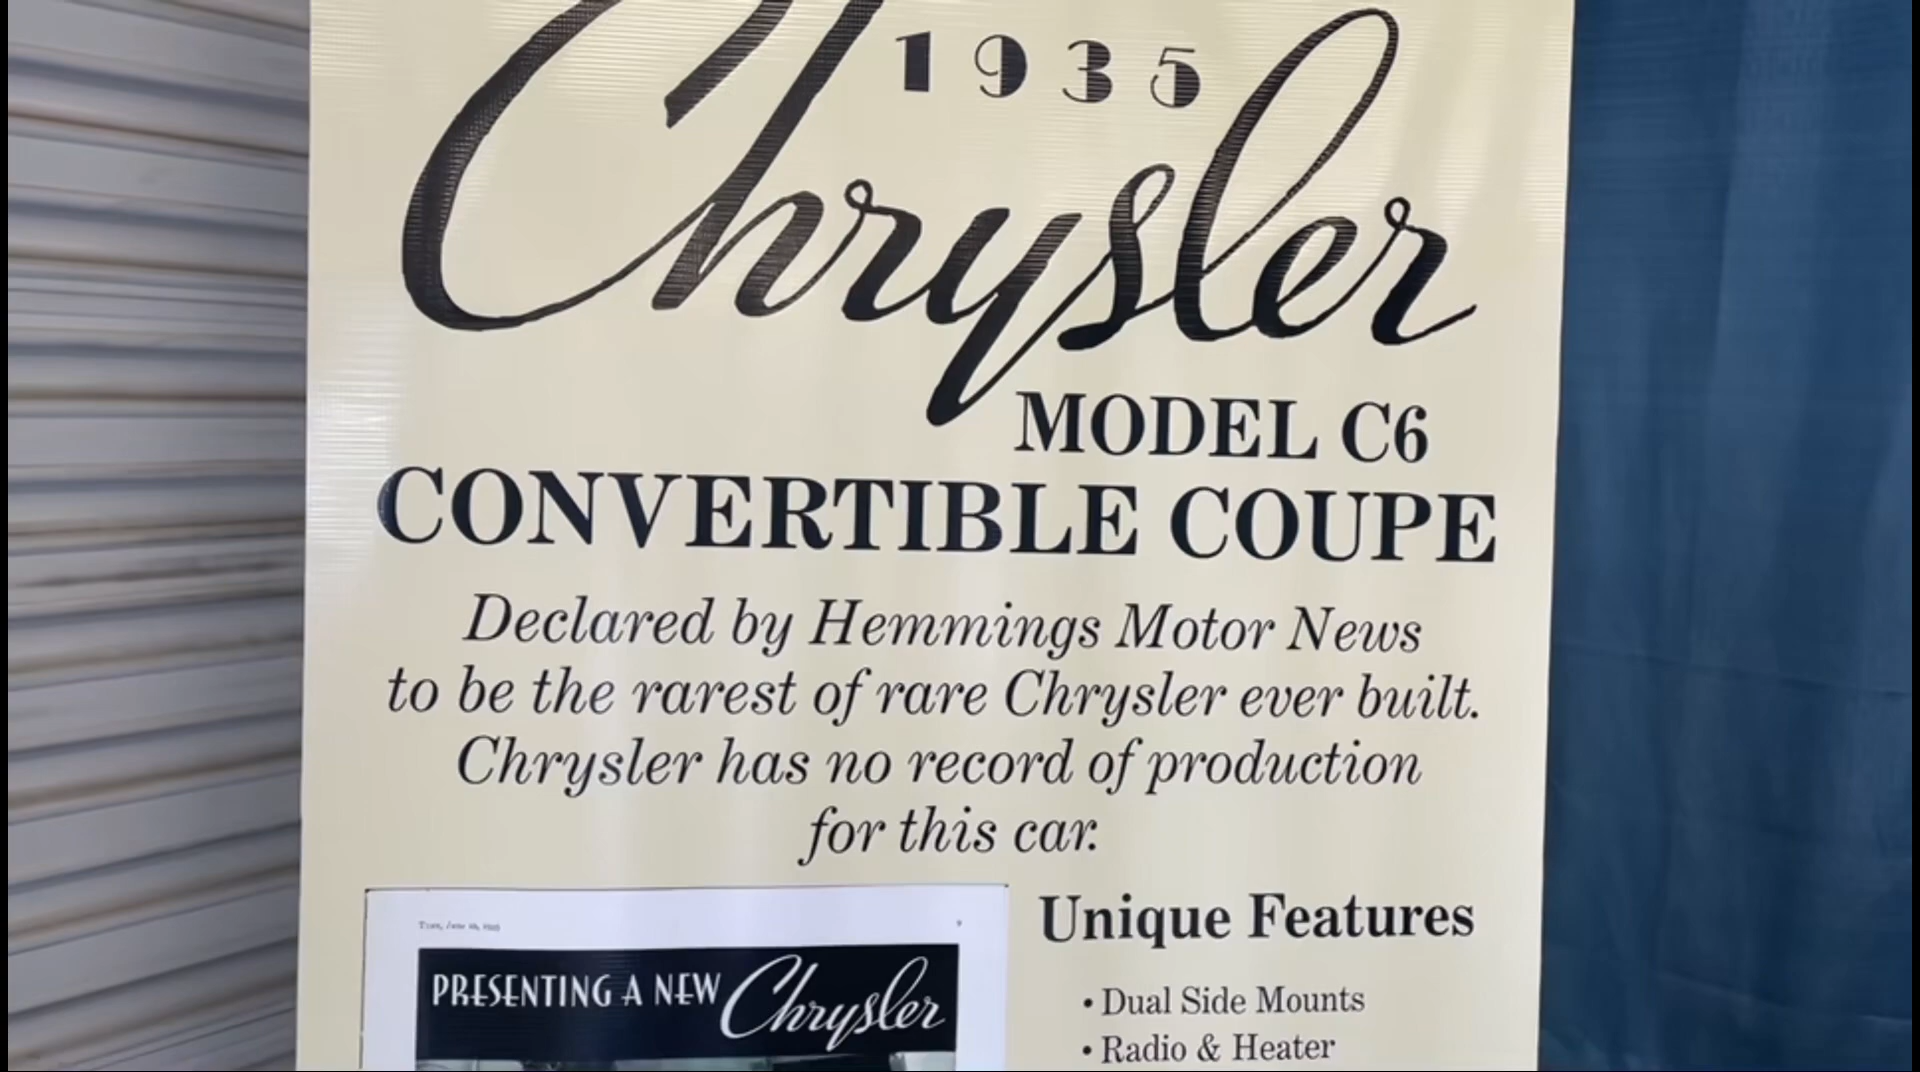 1935
Chrysler
MODEL C6
CONVERTIBLE COUPE
Declared by Hemmings Motor News
to be the rarest of rare Chrysler ever built.
Chrysler has no record of production
for this car.
PRESENTING A NEW Chrysler
Unique Features
• Dual Side Mounts
• Radio & Heater